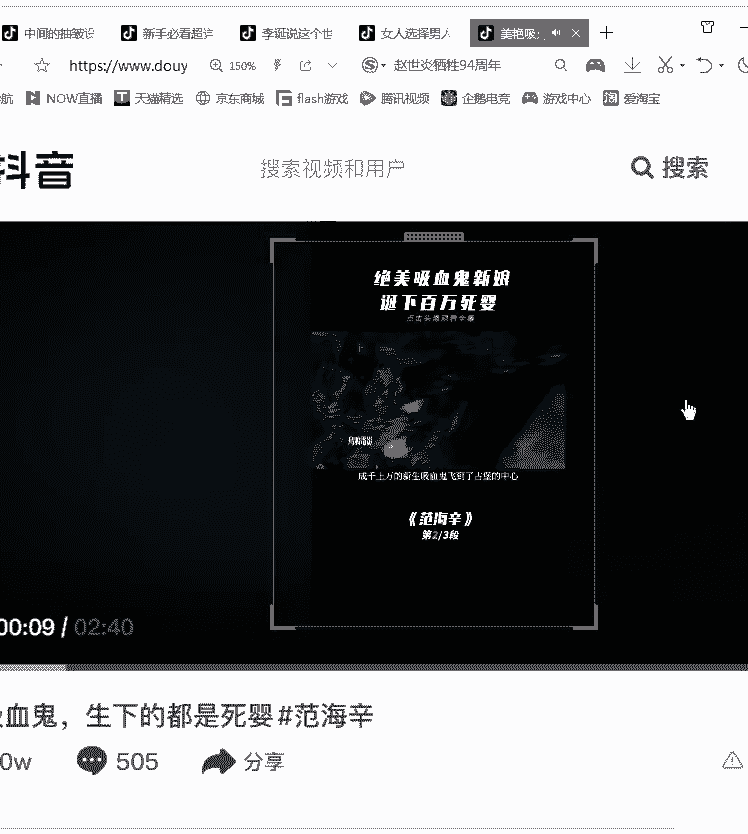 中间的抽皱设
新手必看超详
李诞说这个世
女人选择男人
美艳吸
https://www.douy
150%
赵世炎牺牲94周年
航
NOW直播
天猫精选
京东商城
flash游戏
腾讯视频
企鹅电竞
游戏中心
爱淘宝
抖音
搜索视频和用户
搜索
绝美吸血鬼新娘
诞下百万死婴
成千上万的新生吸血鬼飞到了古堡的中心
《范海辛》
第2/3段
00:09 / 02:40
血鬼，生下的都是死婴#范海辛
0w
505
分享